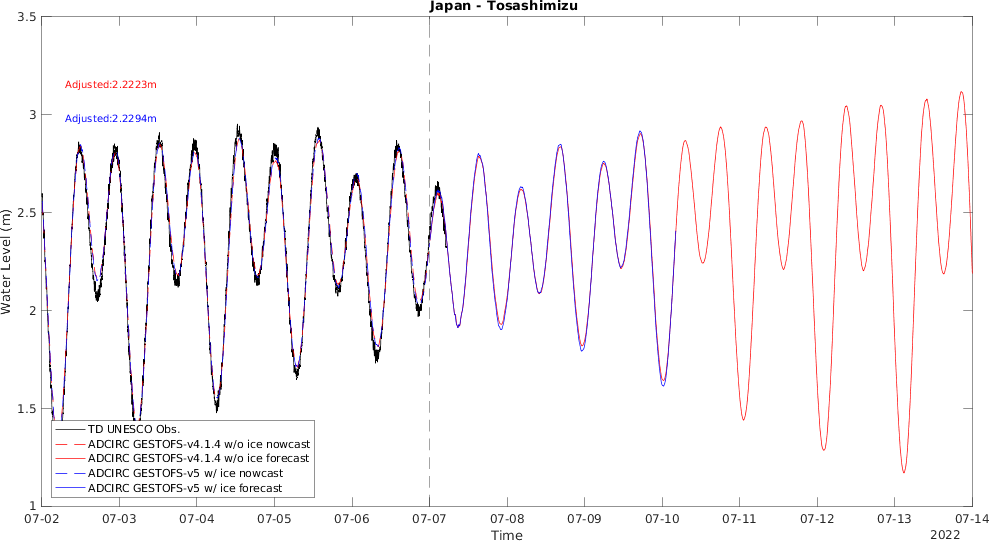 Japan - Tosashimizu
3.5
3
2.5
2
1.5
1
Water Level (m)
Adjusted:2.2223m
Adjusted:2.2294m
TD UNESCO Obs.
ADCIRC GESTOFS-v4.1.4 w/o ice nowcast
ADCIRC GESTOFS-v4.1.4 w/o ice forecast
ADCIRC GESTOFS-v5 w/ ice nowcast
ADCIRC GESTOFS-v5 w/ ice forecast
07-02 07-03 07-04 07-05 07-06 07-07 07-08 07-09 07-10 07-11 07-12 07-13 07-14
Time
2022